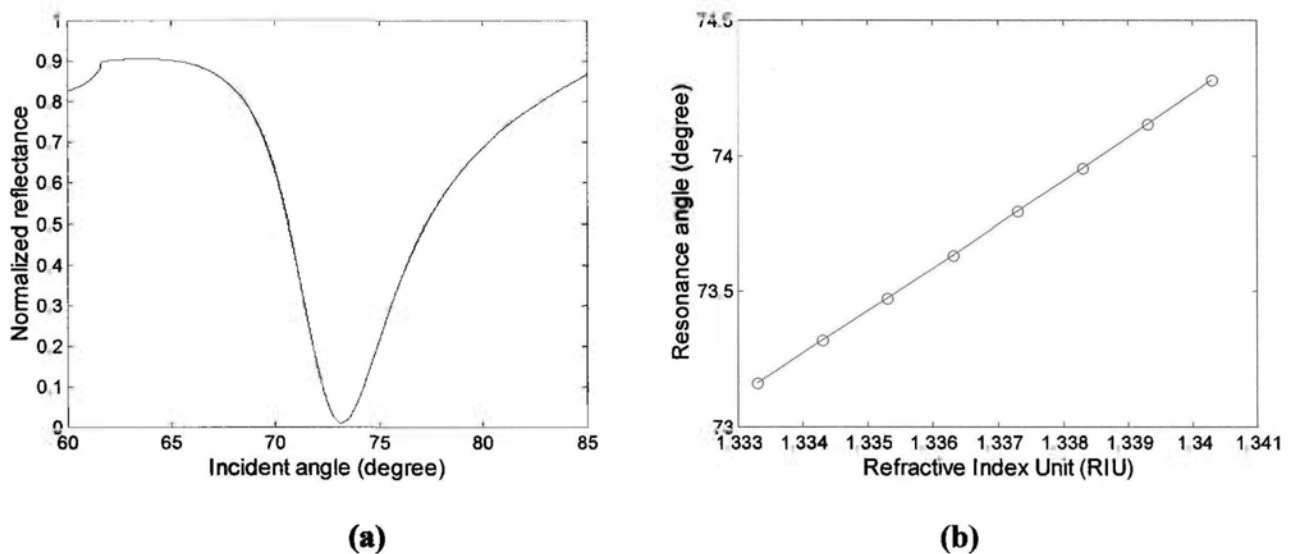 1
0.9
0.8
0.7
0.6
0.5
0.4
0.3
0.2
0.1
0
60 65 70 75 80 85
Normalized reflectance
Incident angle (degree)
(a)
74.5
74
73.5
73
1.333 1.334 1.335 1.336 1.337 1.338 1.339 1.34 1.341
Resonance angle (degree)
Refractive Index Unit (RIU)
(b)